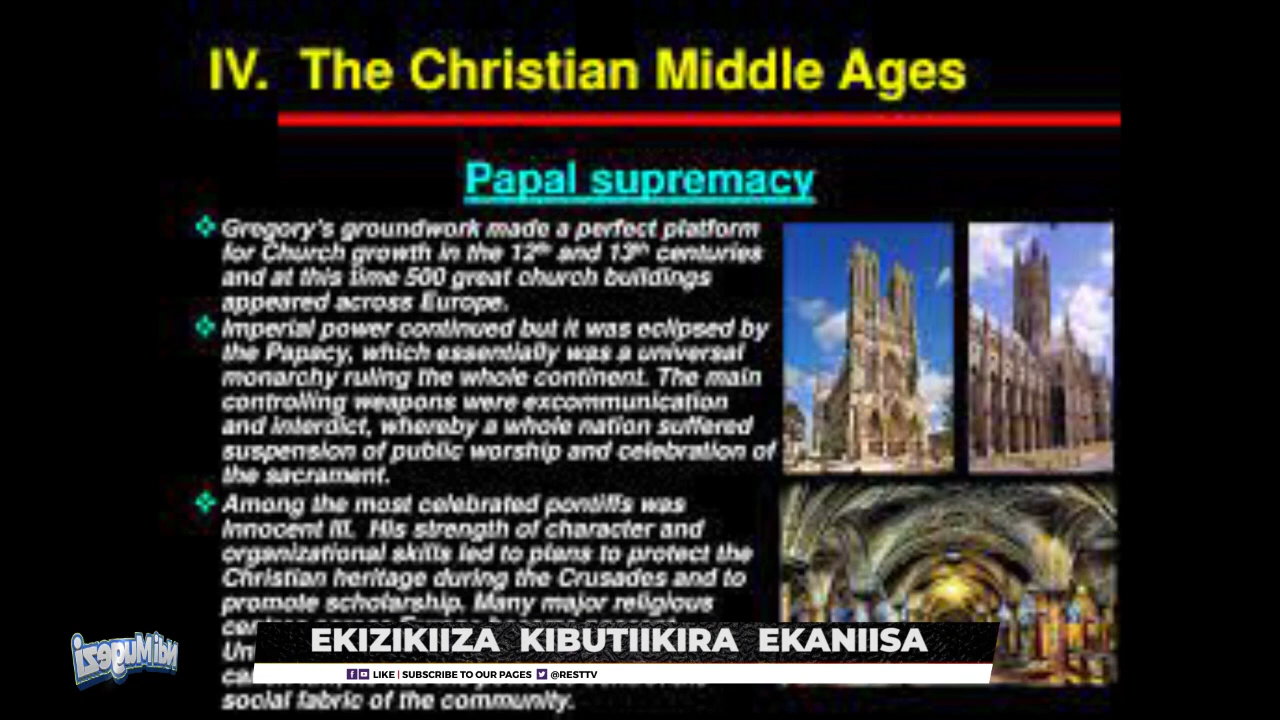 IV. The Christian Middle Ages
Papal supremacy
Gregory's groundwork made a perfect platform
for Church growth in the 12th and 13th centuries
and at this time 500 great church buildings
appeared across Europe.
Imperial power continued but it was eclipsed by
the Papacy, which essentially was a universal
monarchy ruling the whole continent. The main
controlling weapons were excommunication
and interdict, whereby a whole nation suffered
suspension of public worship and celebration of
the sacrament.
Among the most celebrated pontiffs was
Innocent III. His strength of character and
organizational skills led to plans to protect the
Christian heritage during the Crusades and to
promote scholarship. Many major religious
social fabric of the community.
NdiMugezi
EKIZIKIIZA KIBUTIIKIRA EKANIISA
LIKE | SUBSCRIBE TO OUR PAGES @RESTTV